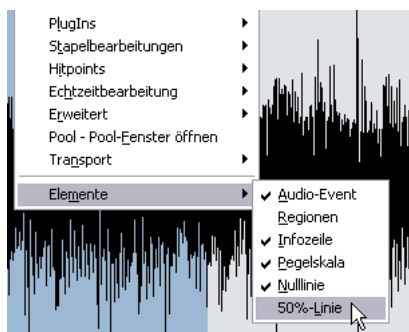 PlugIns
Stapelbearbeitungen
Hitpoints
Echtzeitbearbeitung
Erweitert
Pool - Pool-Fenster öffnen
Transport
Elemente
✔ Audio-Event
Regionen
✔ Infozeile
✔ Pegelskala
✔ Nulllinie
50%-Linie